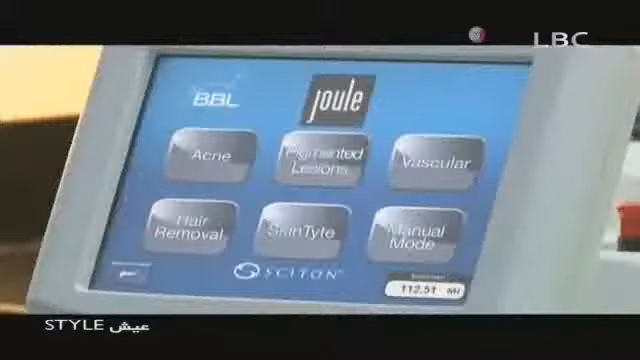 LBC
BBL
joule
Acne
Pigmented
Lesions
Vascular
Hair
Removal
SkinTyte
Manual
Mode
SCITON
112.51
عيش STYLE